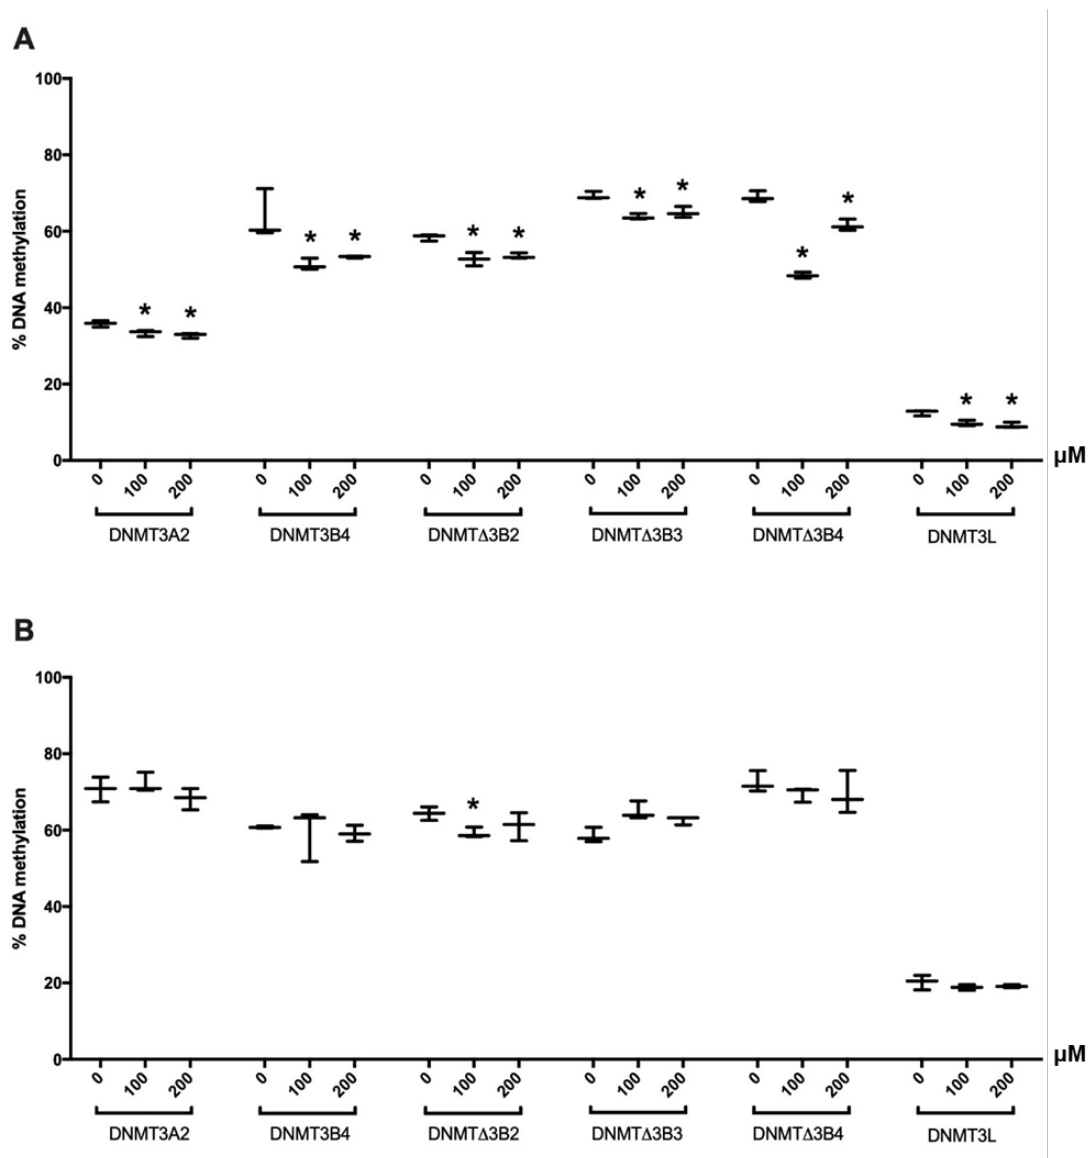 A
% DNA methylation
100
80
60
40
20
0
µM
0 100 200 0 100 200 0 100 200 0 100 200 0 100 200 0 100 200
DNMT3A2 DNMT3B4 DNMTΔ3B2 DNMTΔ3B3 DNMTΔ3B4 DNMT3L
* * * * * * * * * * * *
B
% DNA methylation
100
80
60
40
20
0
*
µM
0 100 200 0 100 200 0 100 200 0 100 200 0 100 200 0 100 200
DNMT3A2 DNMT3B4 DNMTΔ3B2 DNMTΔ3B3 DNMTΔ3B4 DNMT3L